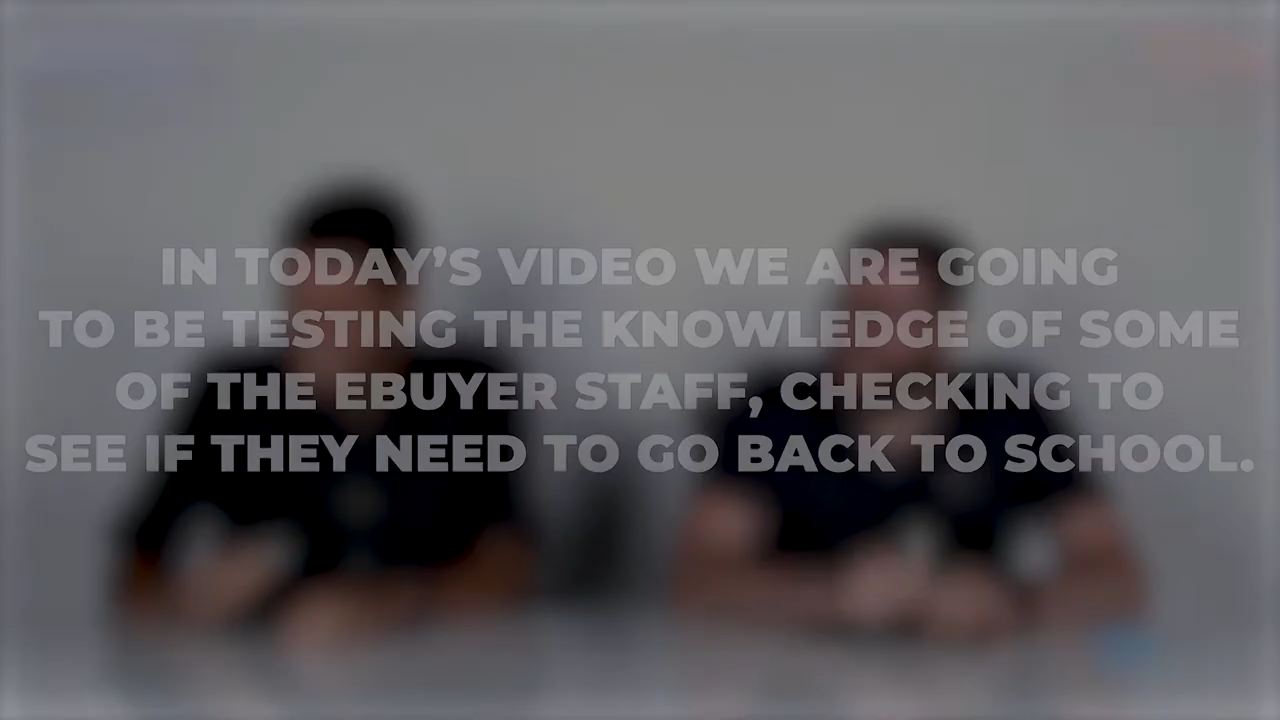 IN TODAY’S VIDEO WE ARE GOING
TO BE TESTING THE KNOWLEDGE OF SOME
OF THE EBUYER STAFF, CHECKING TO
SEE IF THEY NEED TO GO BACK TO SCHOOL.